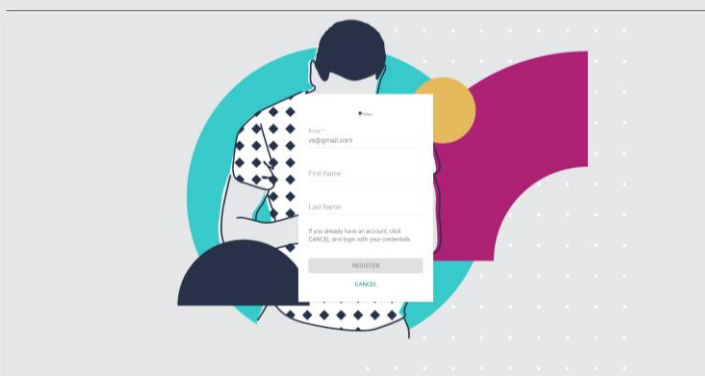 Email *
vs@gmail.com
First Name
Last Name
If you already have an account, click
CANCEL and login with your credentials.
REGISTER
CANCEL